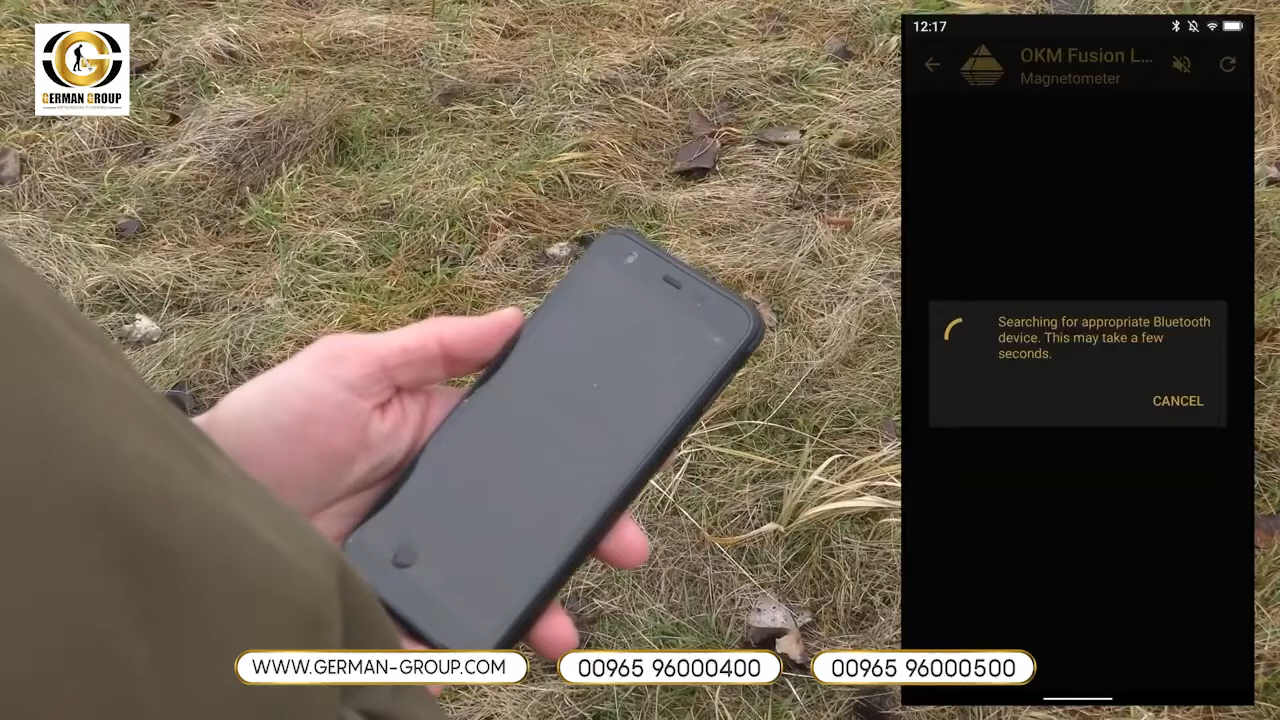 GERMAN GROUP
12:17
OKM Fusion L...
Magnetometer
Searching for appropriate Bluetooth
device. This may take a few
seconds.
CANCEL
WWW.GERMAN-GROUP.COM
00965 96000400
00965 96000500